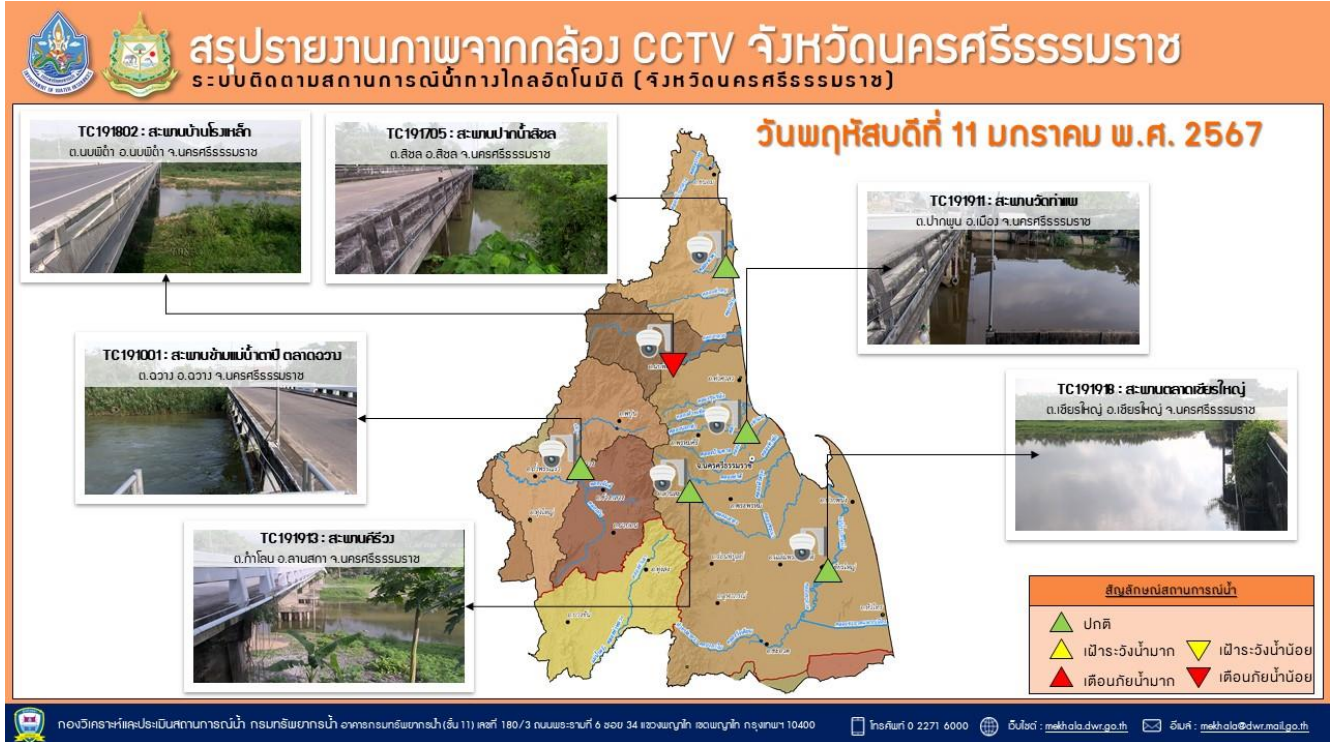 สรุปรายงานภาพจากกล้อง CCTV จังหวัดนครศรีธรรมราช
ระบบติดตามสถานการณ์น้ำทางไกลอัตโนมัติ (จังหวัดนครศรีธรรมราช)
วันพฤหัสบดีที่ 11 มกราคม พ.ศ. 2567
TC191802 : สะพานบ้านโรงเหล็ก
ต.นบพิตำ อ.นบพิตำ จ.นครศรีธรรมราช
TC191705 : สะพานปากน้ำสิชล
ต.สิชล อ.สิชล จ.นครศรีธรรมราช
TC191911 : สะพานวัดท่าแพ
ต.ปากพูน อ.เมือง จ.นครศรีธรรมราช
TC191001 : สะพานข้ามแม่น้ำตาปี ตลาดฉวาง
ต.ฉวาง อ.ฉวาง จ.นครศรีธรรมราช
TC191918 : สะพานตลาดเชียรใหญ่
ต.เชียรใหญ่ อ.เชียรใหญ่ จ.นครศรีธรรมราช
TC191913 : สะพานคีรีวง
ต.กำโลน อ.ลานสกา จ.นครศรีธรรมราช
สัญลักษณ์สถานการณ์น้ำ
ปกติ
เฝ้าระวังน้ำมาก เฝ้าระวังน้ำน้อย
เตือนภัยน้ำมาก เตือนภัยน้ำน้อย
กองวิเคราะห์และประเมินสถานการณ์น้ำ กรมทรัพยากรน้ำ อาคารกรมทรัพยากรน้ำ (ชั้น 11) เลขที่ 180/3 ถนนพระรามที่ 6 ซอย 34 แขวงพญาไท เขตพญาไท กรุงเทพฯ 10400 โทรศัพท์ 0 2271 6000 เว็บไซต์ : mekhala.dwr.go.th อีเมล์ : mekhala@dwr.mail.go.th